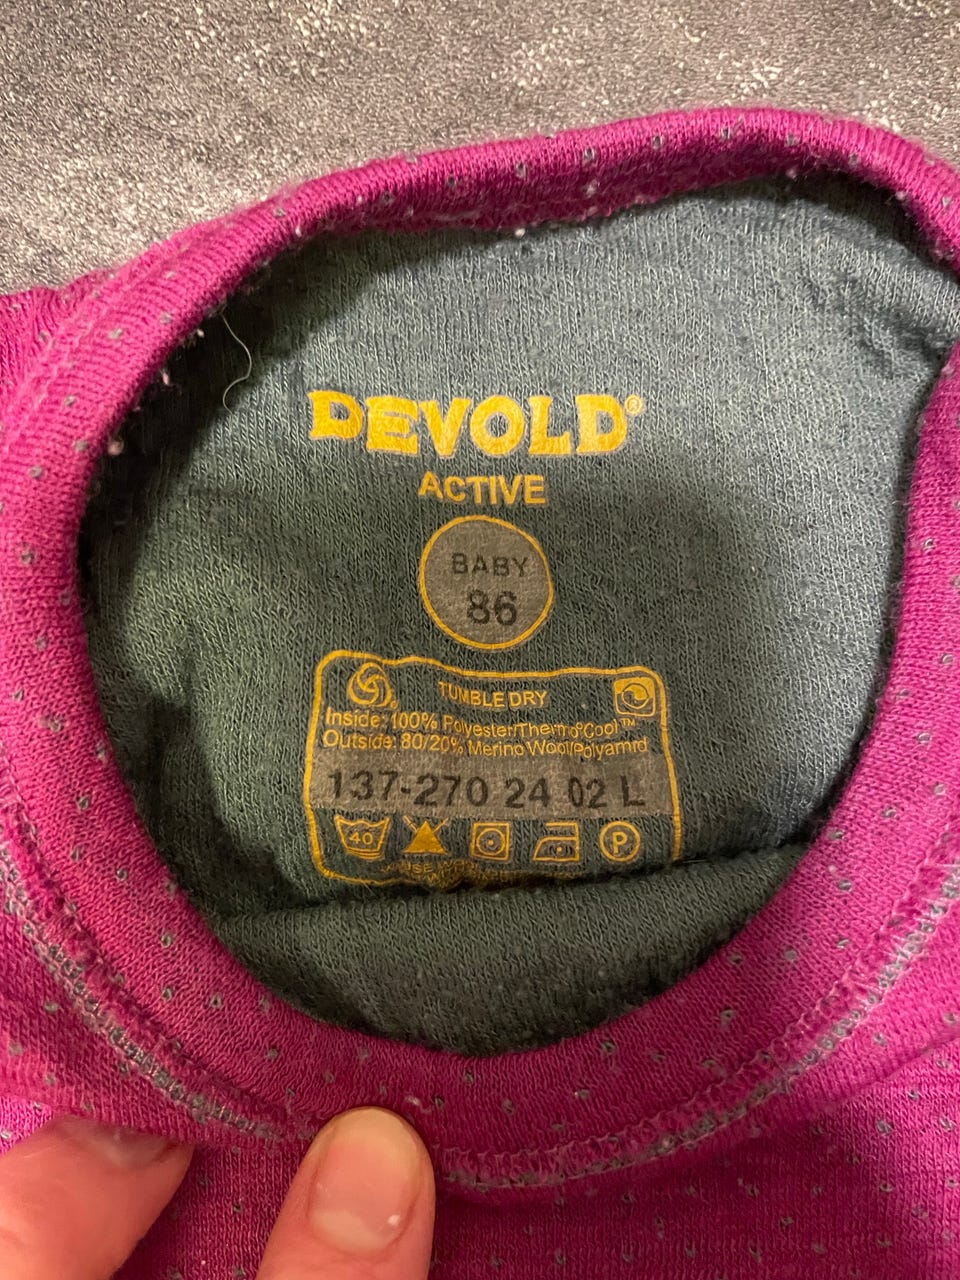 DEVOLD®
ACTIVE
BABY
86
TUMBLE DRY
Inside: 100% Polyester/Thermo°Cool™
Outside: 80/20% Merino Wool/Polyamid
137-270 24 02 L
40 P
USE